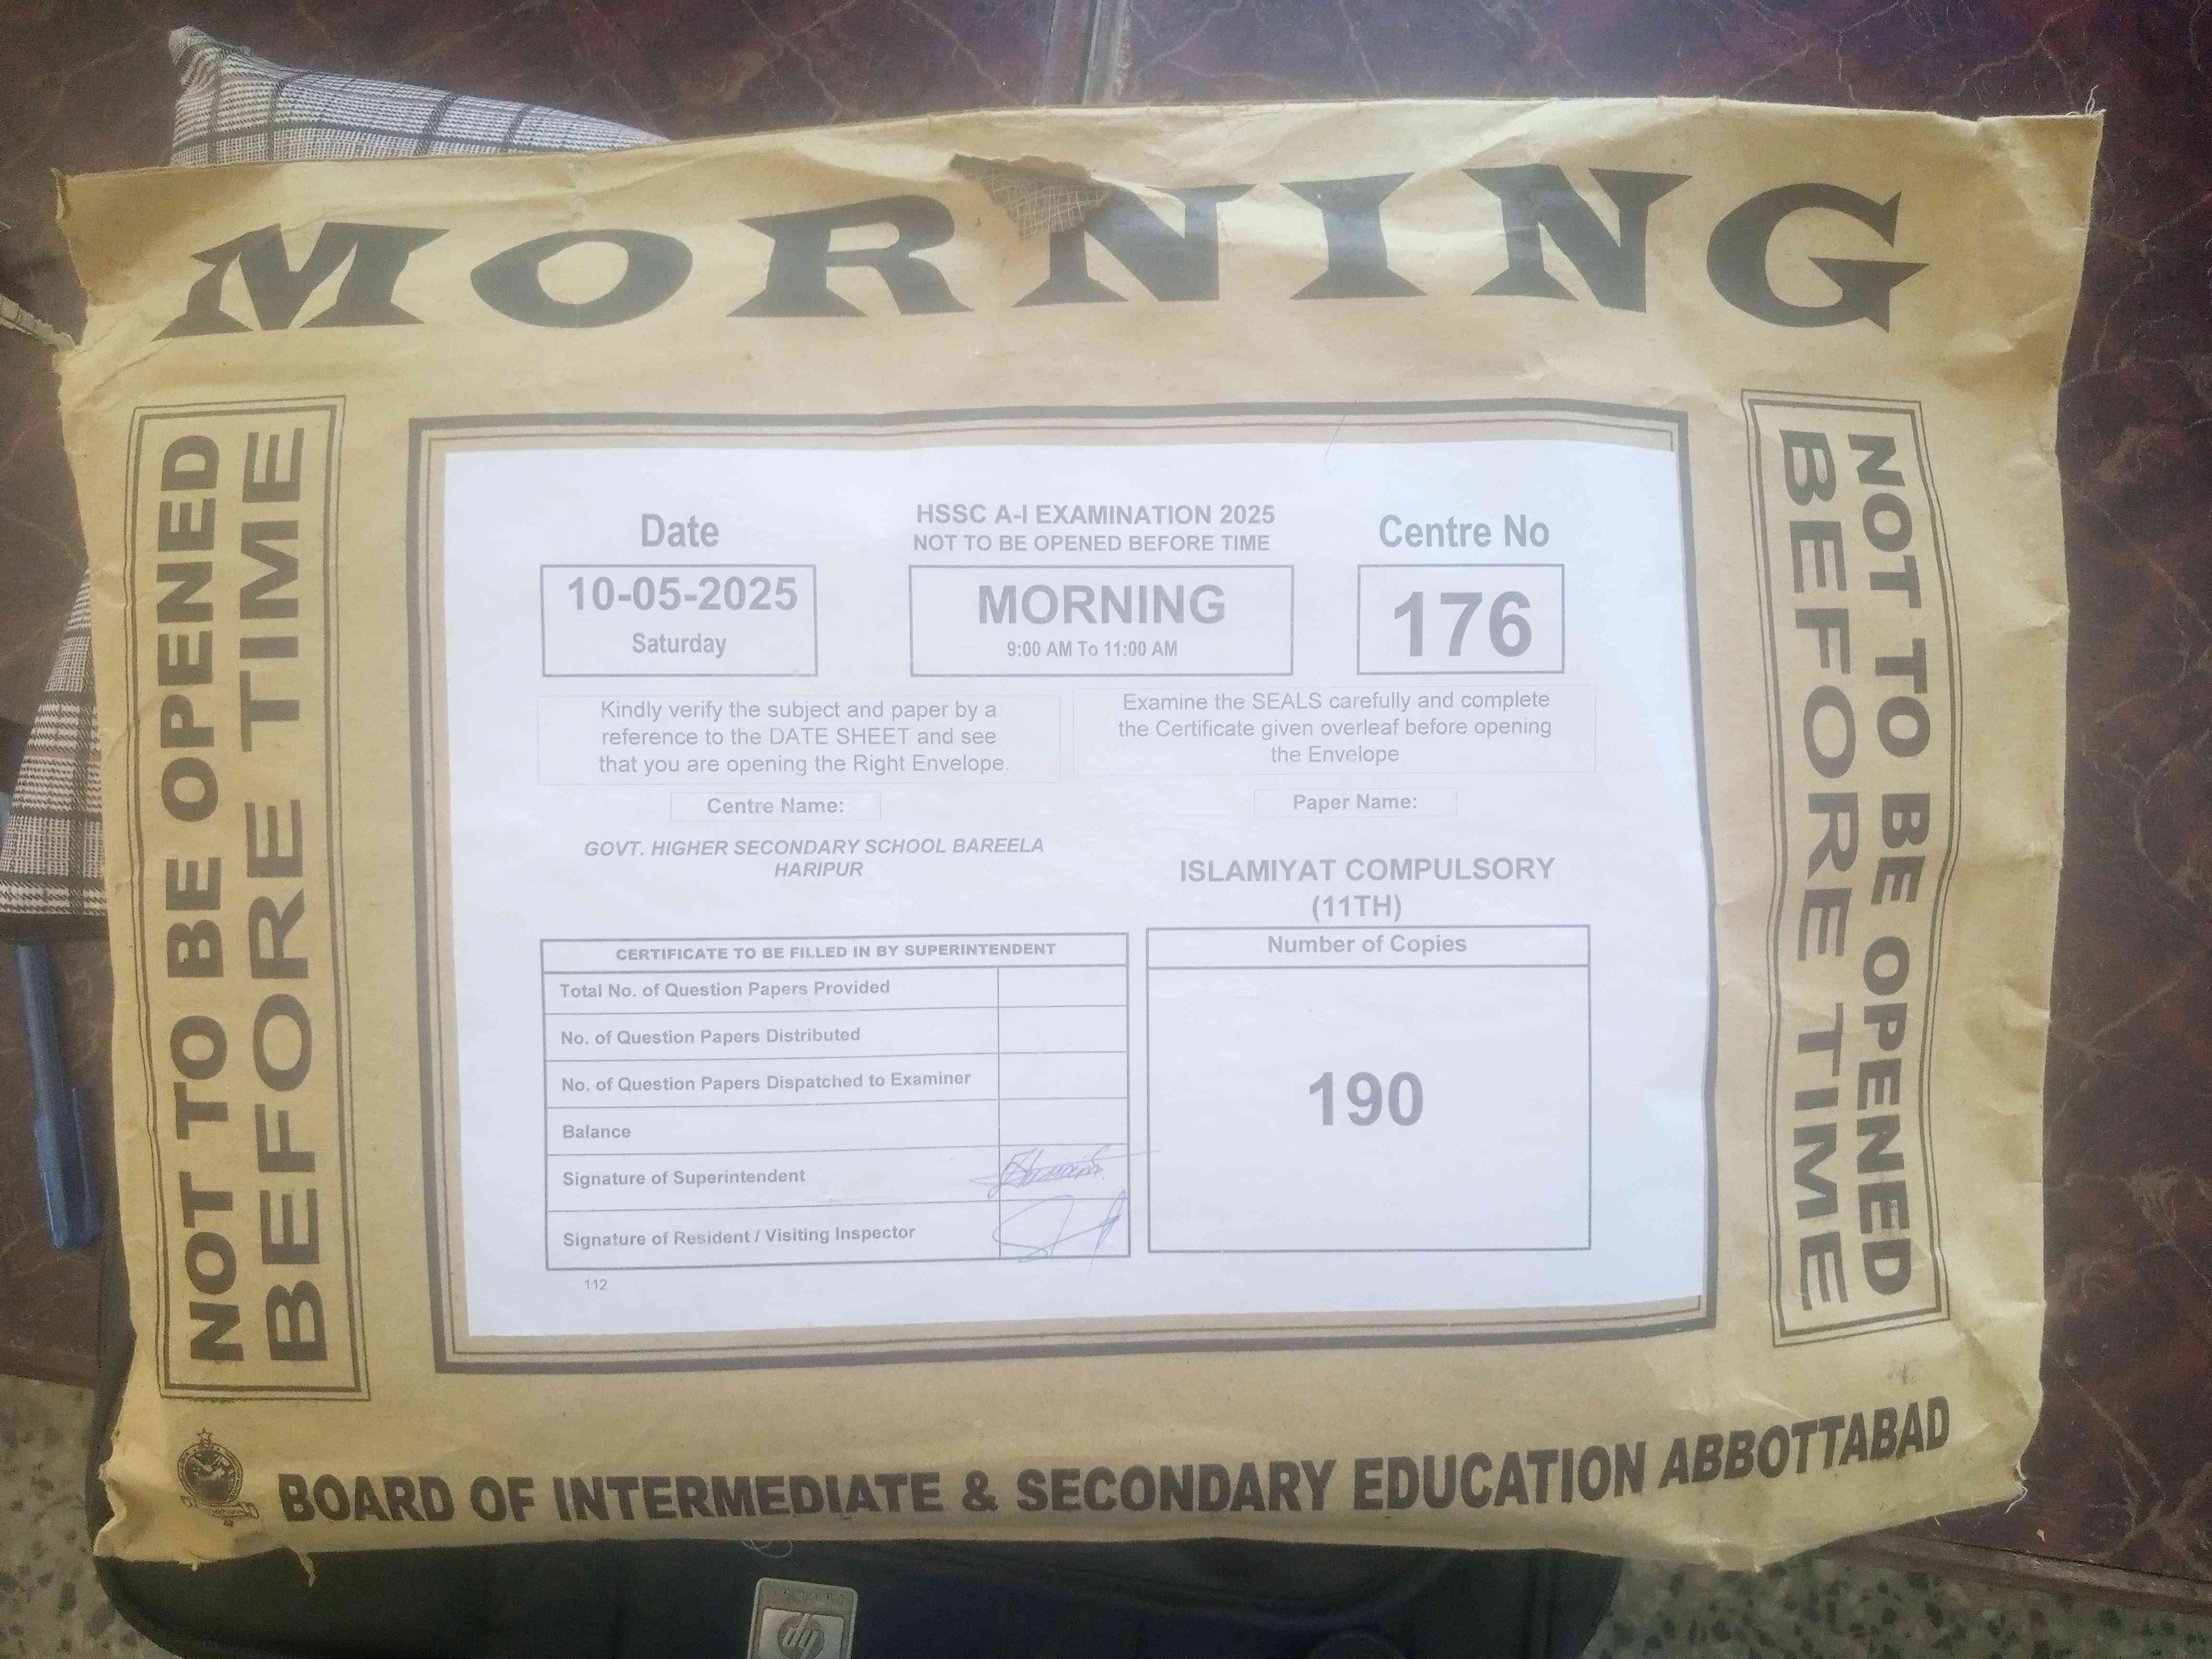 MORNING
NOT TO BE OPENED
BEFORE TIME
Date
10-05-2025
Saturday
HSSC A-I EXAMINATION 2025
NOT TO BE OPENED BEFORE TIME
MORNING
9:00 AM To 11:00 AM
Centre No
176
Kindly verify the subject and paper by a
reference to the DATE SHEET and see
that you are opening the Right Envelope.
Examine the SEALS carefully and complete
the Certificate given overleaf before opening
the Envelope
Centre Name:
GOVT. HIGHER SECONDARY SCHOOL BAREELA
HARIPUR
Paper Name:
ISLAMIYAT COMPULSORY
(11TH)
CERTIFICATE TO BE FILLED IN BY SUPERINTENDENT
Total No. of Question Papers Provided
No. of Question Papers Distributed
No. of Question Papers Dispatched to Examiner
Balance
Signature of Superintendent
Signature of Resident / Visiting Inspector
112
Number of Copies
190
NOT TO BE OPENED
BEFORE TIME
BOARD OF INTERMEDIATE & SECONDARY EDUCATION ABBOTTABAD
hp